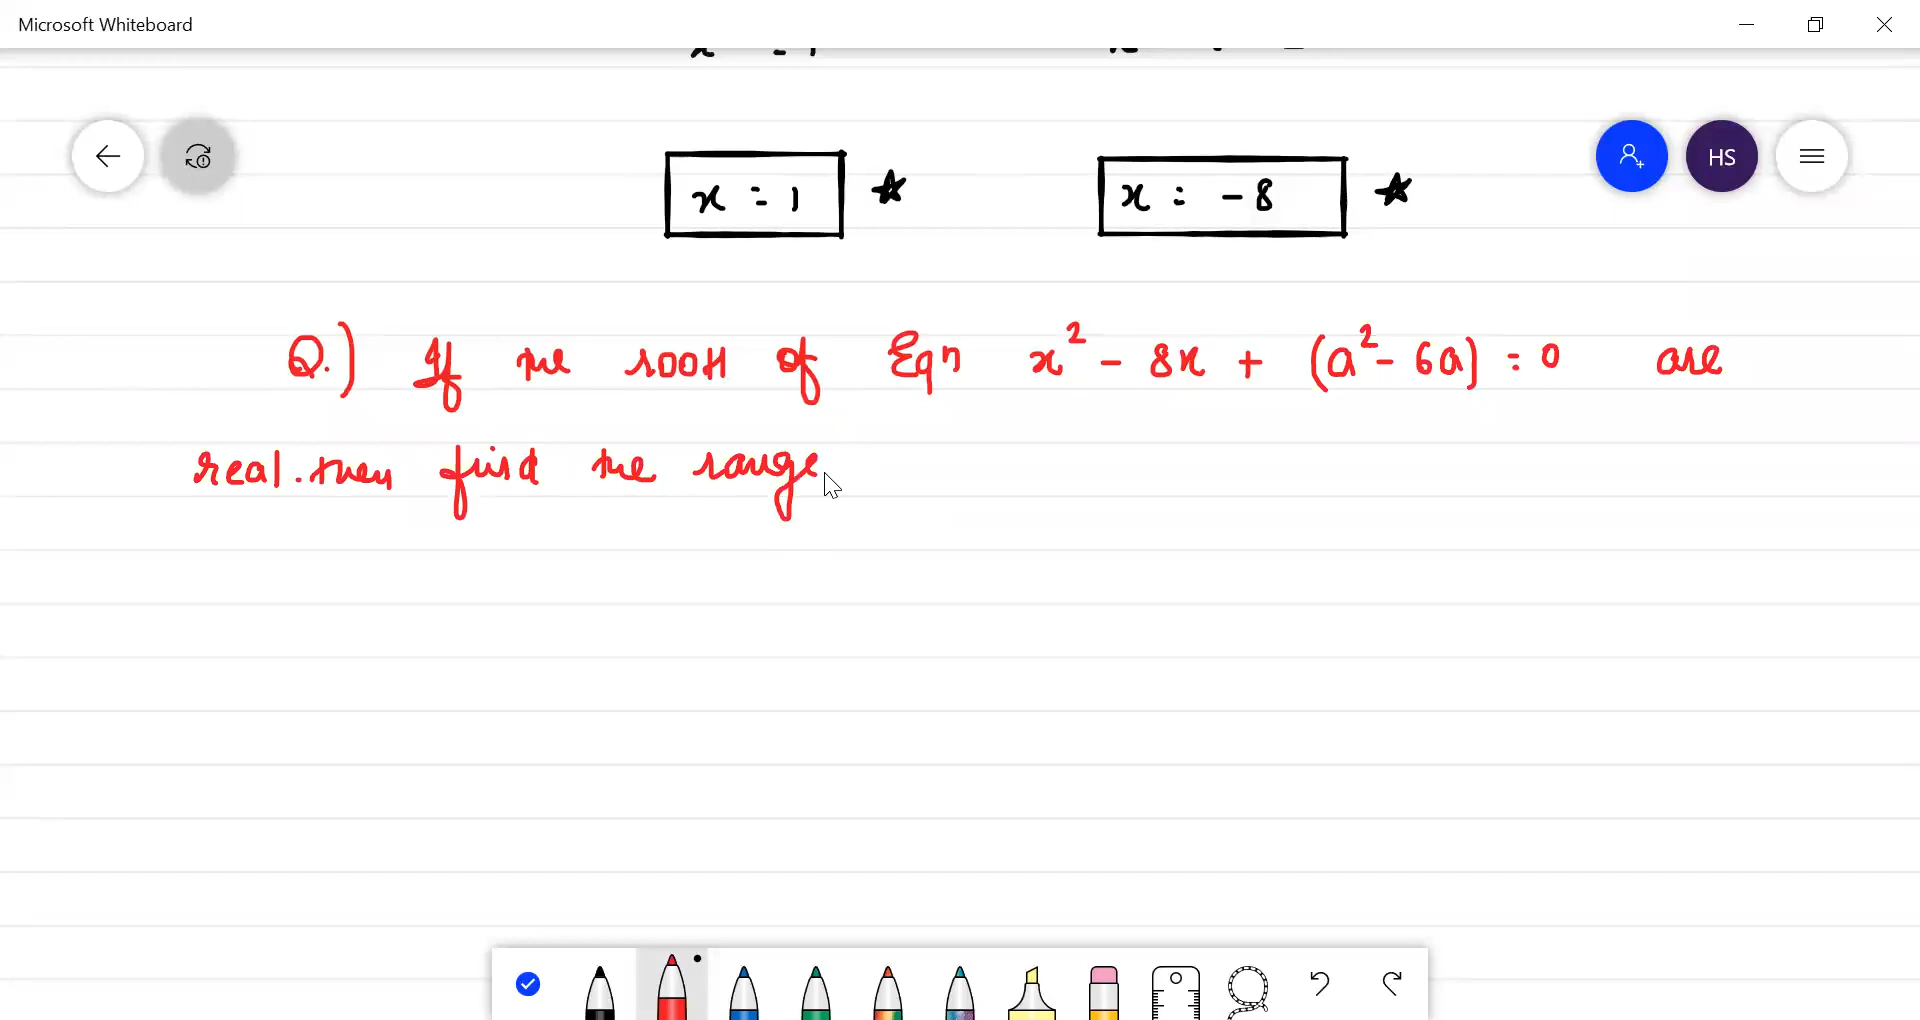 Microsoft Whiteboard
HS
x = 1
x = -8
Q.) If the roots of Eqn x² - 8x + (a² - 6a) = 0 are
real. then find the range